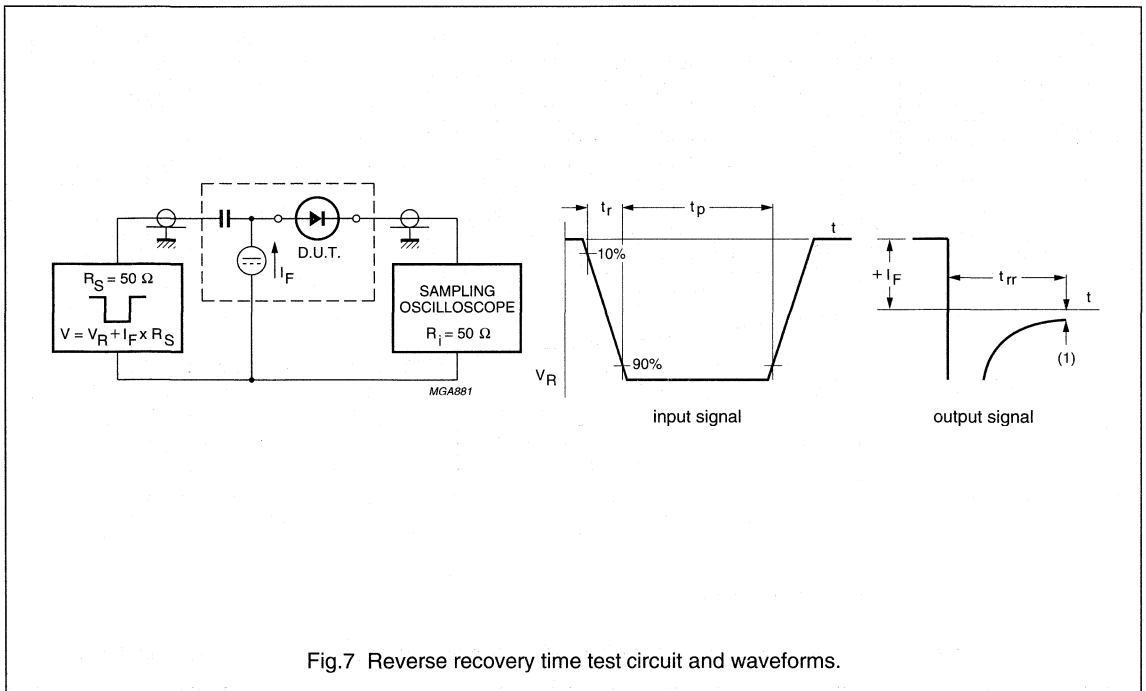 R_S = 50 Ω
V = V_R + I_F x R_S
I_F
D.U.T.
SAMPLING
OSCILLOSCOPE
R_i = 50 Ω
MGA881
t_r
t_p
t
10%
90%
V_R
input signal
+ I_F
t_rr
t
(1)
output signal
Fig.7 Reverse recovery time test circuit and waveforms.